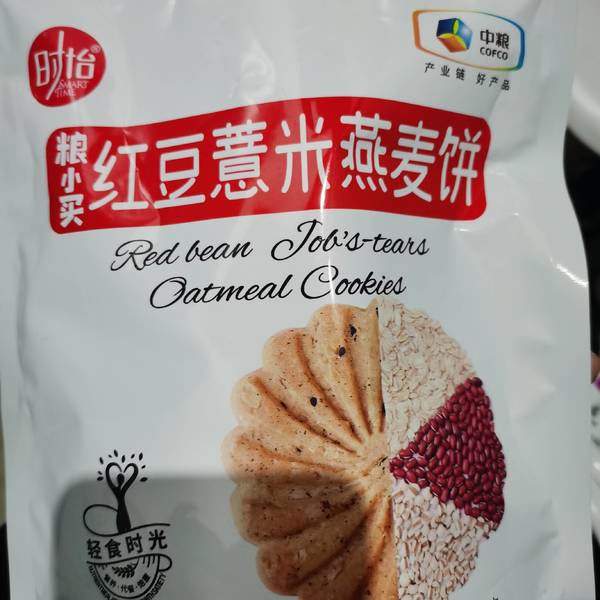 时怡®
SMART
TIME
中粮
COFCO
产业链 好产品
粮小买
红豆薏米燕麦饼
Red bean Job's-tears
Oatmeal Cookies
轻食时光